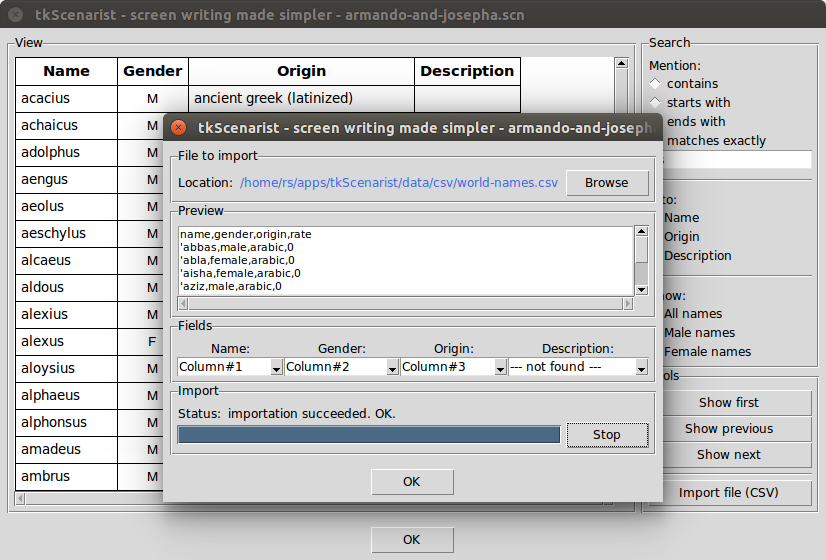 tkScenarist - screen writing made simpler - armando-and-josepha.scn
View
Name Gender Origin Description
acacius M ancient greek (latinized)
achaicus M
adolphus M
aengus M
aeolus M
aeschylus M
alcaeus M
aldous M
alexius M
alexus F
aloysius M
alphaeus M
alphonsus M
amadeus M
ambrus M
OK
Search
Mention:
contains
starts with
ends with
matches exactly
Name
Origin
Description
All names
Male names
Female names
Show first
Show previous
Show next
Import file (CSV)
tkScenarist - screen writing made simpler - armando-and-joseph
File to import
Location: /home/rs/apps/tkScenarist/data/csv/world-names.csv Browse
Preview
name,gender,origin,rate
'abbas,male,arabic,0
'abla,female,arabic,0
'aisha,female,arabic,0
'aziz,male,arabic,0
Fields
Name: Gender: Origin: Description:
Column#1 Column#2 Column#3 --- not found ---
Import
Status: importation succeeded. OK.
Stop
OK